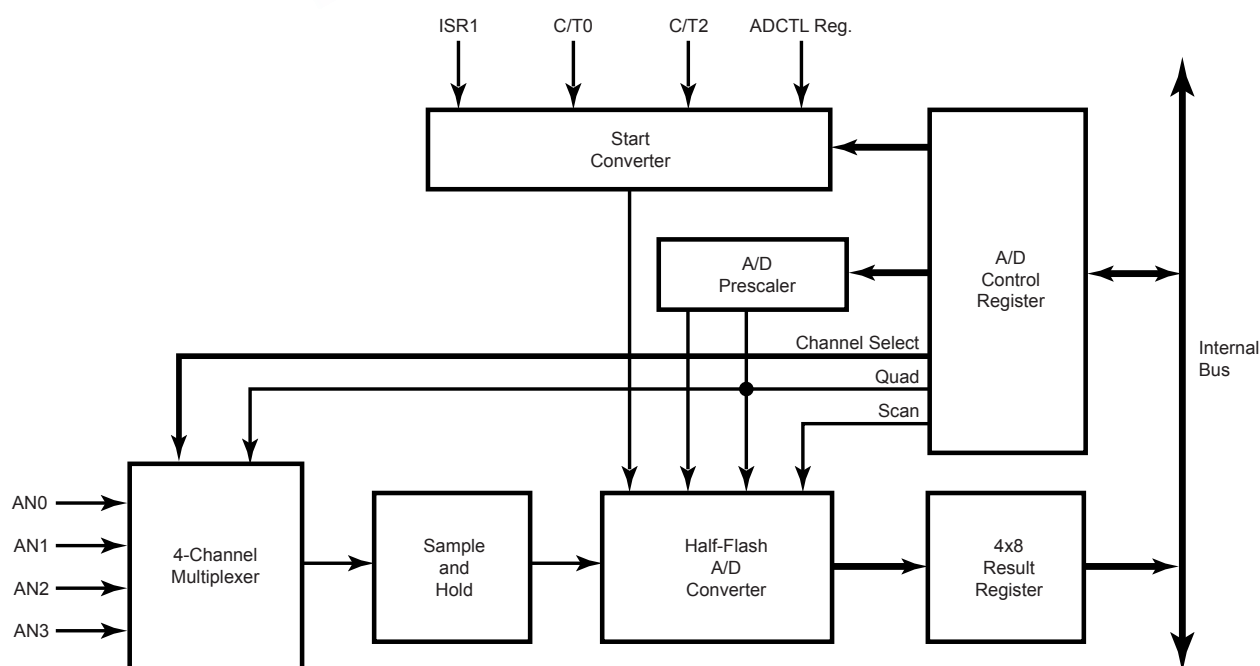 ISR1
C/T0
C/T2
ADCTL Reg.
Start
Converter
A/D
Prescaler
A/D
Control
Register
Channel Select
Quad
Scan
Internal
Bus
AN0
AN1
AN2
AN3
4-Channel
Multiplexer
Sample
and
Hold
Half-Flash
A/D
Converter
4x8
Result
Register